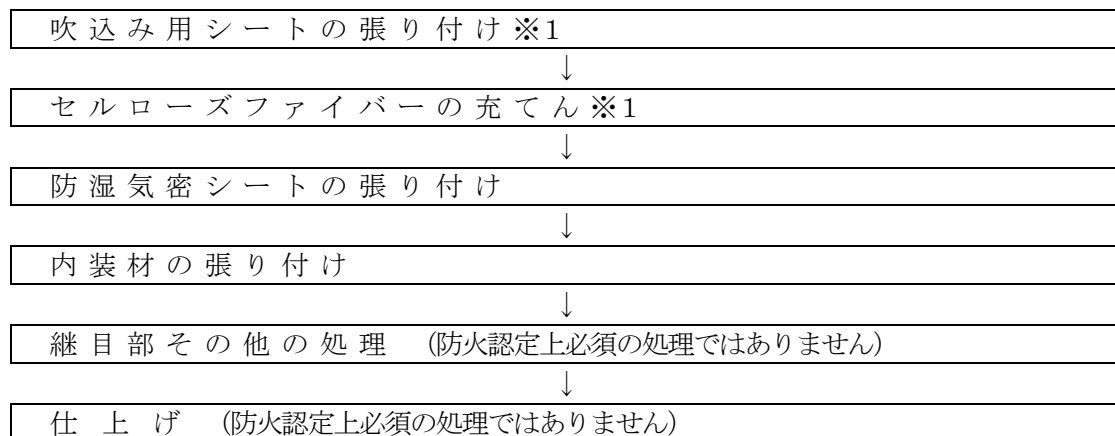 吹込み用シートの張り付け※1
↓
セルローズファイバーの充てん※1
↓
防湿気密シートの張り付け
↓
内装材の張り付け
↓
継目部その他の処理 (防火認定上必須の処理ではありません)
↓
仕上げ (防火認定上必須の処理ではありません)